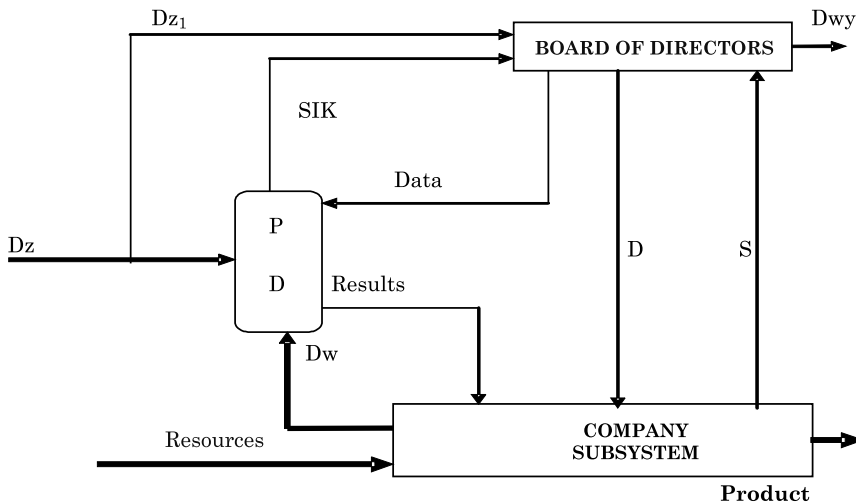 Dz₁
Dwy
BOARD OF DIRECTORS
SIK
Data
P
Dz
D
S
D
Results
Dw
COMPANY
SUBSYSTEM
Resources
Product